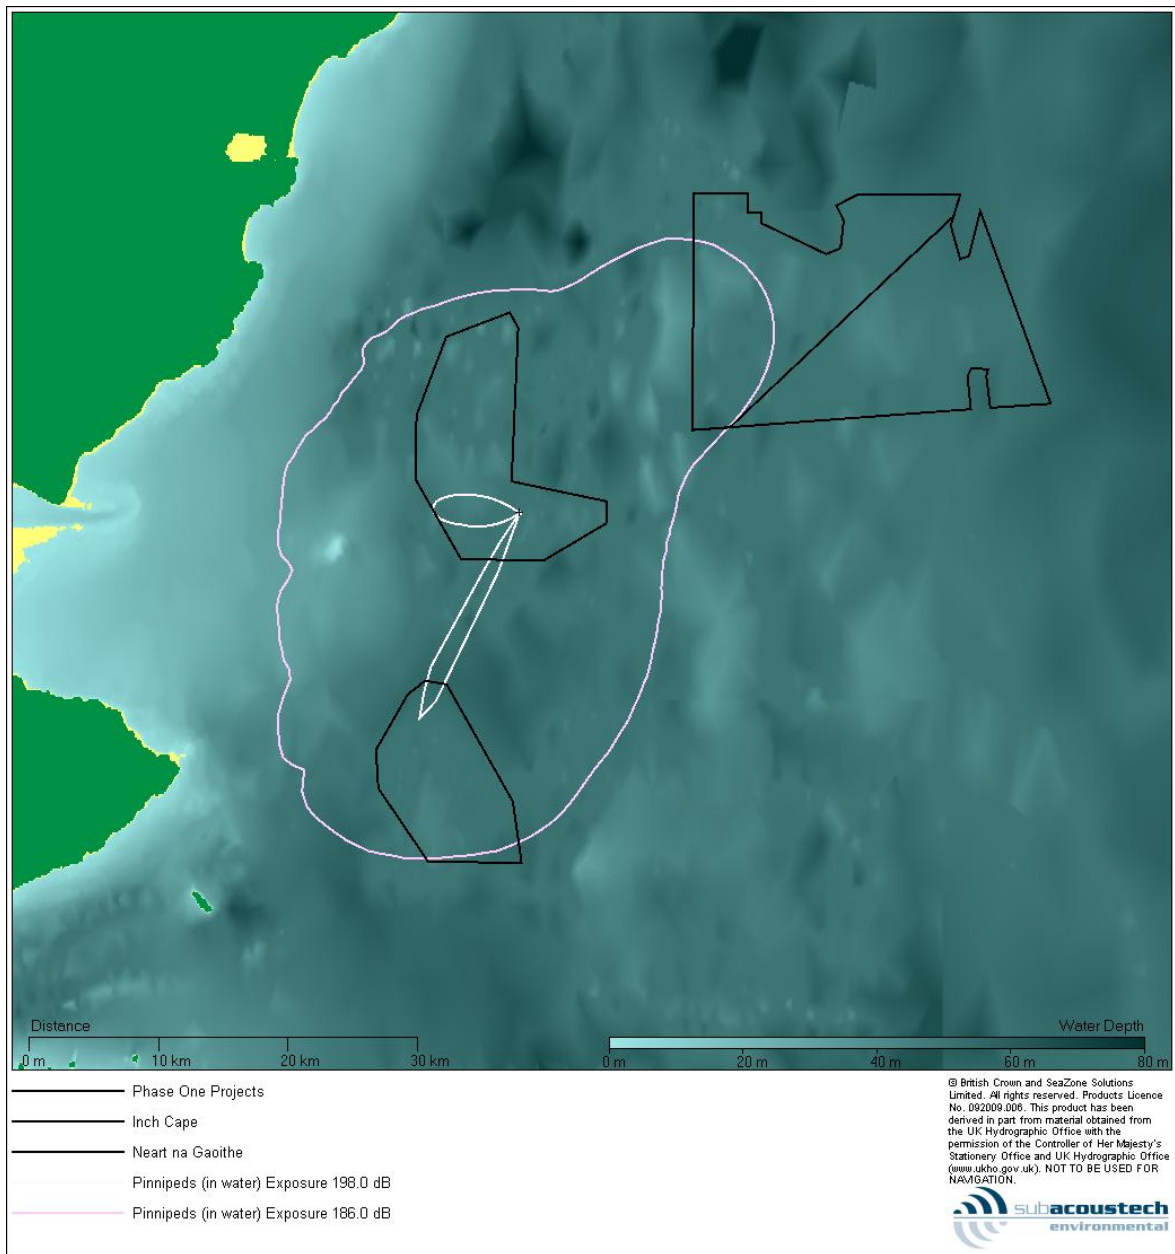 Distance
0 m 10 km 20 km 30 km
Water Depth
0 m 20 m 40 m 60 m 80 m
Phase One Projects
Inch Cape
Neart na Gaoithe
Pinnipeds (in water) Exposure 198.0 dB
Pinnipeds (in water) Exposure 186.0 dB
© British Crown and SeaZone Solutions
Limited. All rights reserved. Products Licence
No. 092009.006. This product has been
derived in part from material obtained from
the UK Hydrographic Office with the
permission of the Controller of Her Majesty's
Stationery Office and UK Hydrographic Office
(www.ukho.gov.uk). NOT TO BE USED FOR
NAVIGATION.
subacoustech
environmental